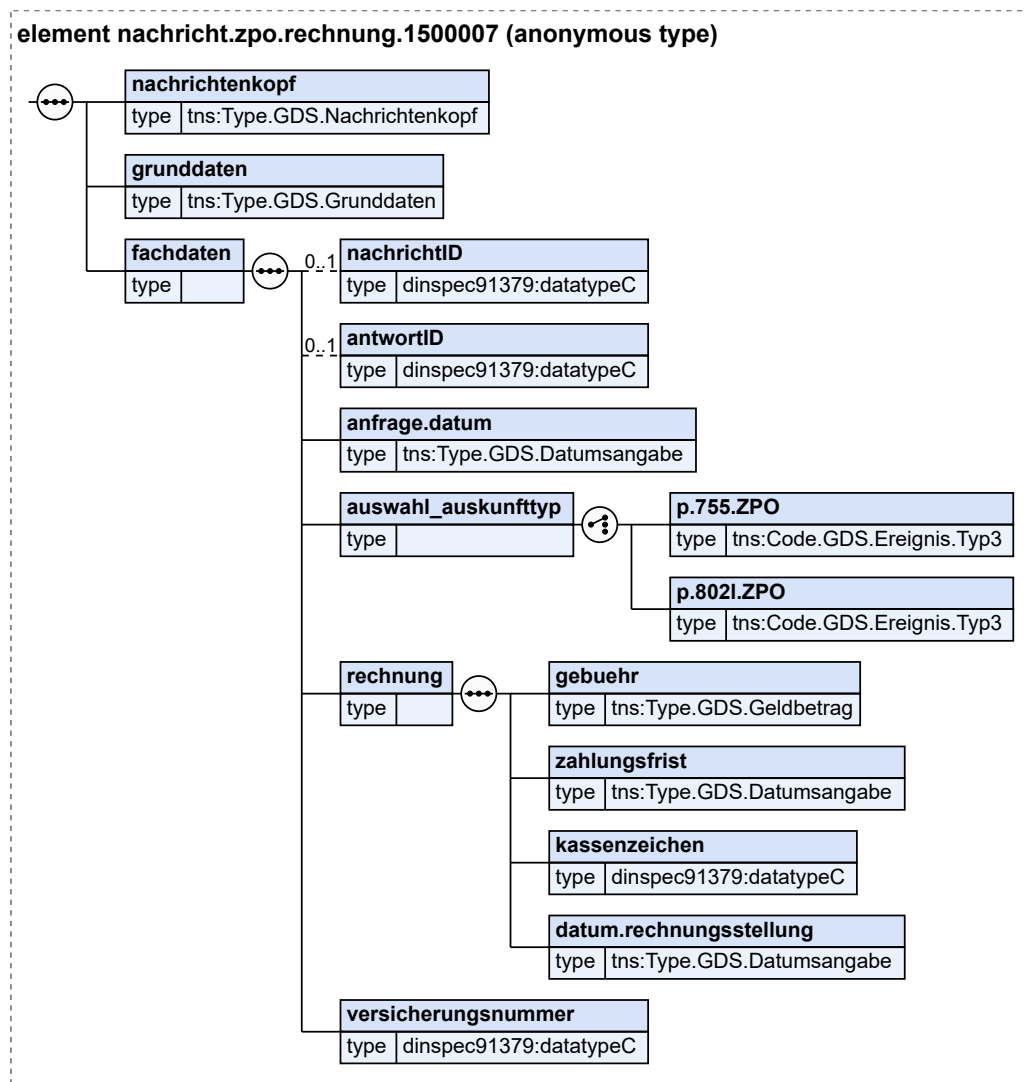 element nachricht.zpo.rechnung.1500007 (anonymous type)
nachrichtenkopf
type tns:Type.GDS.Nachrichtenkopf
grunddaten
type tns:Type.GDS.Grunddaten
fachdaten
type
0..1
nachrichtID
type dinspec91379:datatypeC
0..1
antwortID
type dinspec91379:datatypeC
anfrage.datum
type tns:Type.GDS.Datumsangabe
auswahl_auskunfttyp
type
p.755.ZPO
type tns:Code.GDS.Ereignis.Typ3
p.802l.ZPO
type tns:Code.GDS.Ereignis.Typ3
rechnung
type
gebuehr
type tns:Type.GDS.Geldbetrag
zahlungsfrist
type tns:Type.GDS.Datumsangabe
kassenzeichen
type dinspec91379:datatypeC
datum.rechnungsstellung
type tns:Type.GDS.Datumsangabe
versicherungsnummer
type dinspec91379:datatypeC